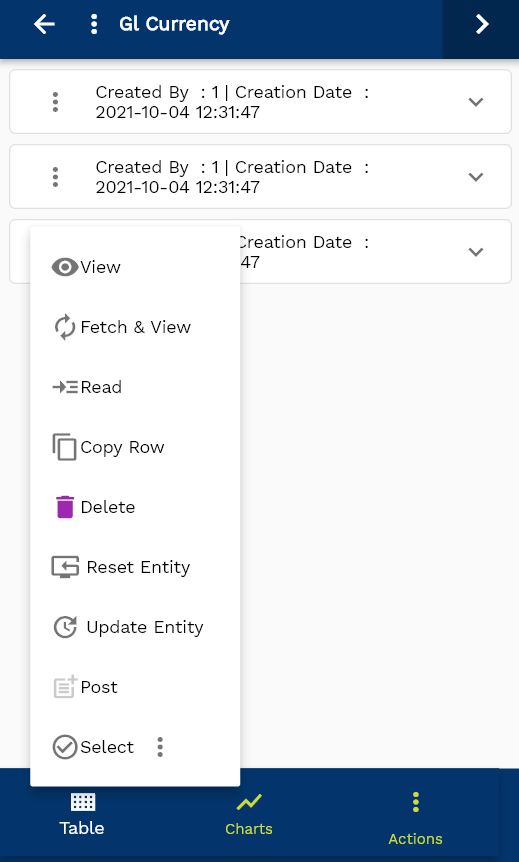 Gl Currency
Created By : 1 | Creation Date :
2021-10-04 12:31:47
Created By : 1 | Creation Date :
2021-10-04 12:31:47
Creation Date :
47
View
Fetch & View
Read
Copy Row
Delete
Reset Entity
Update Entity
Post
Select
Table
Charts
Actions